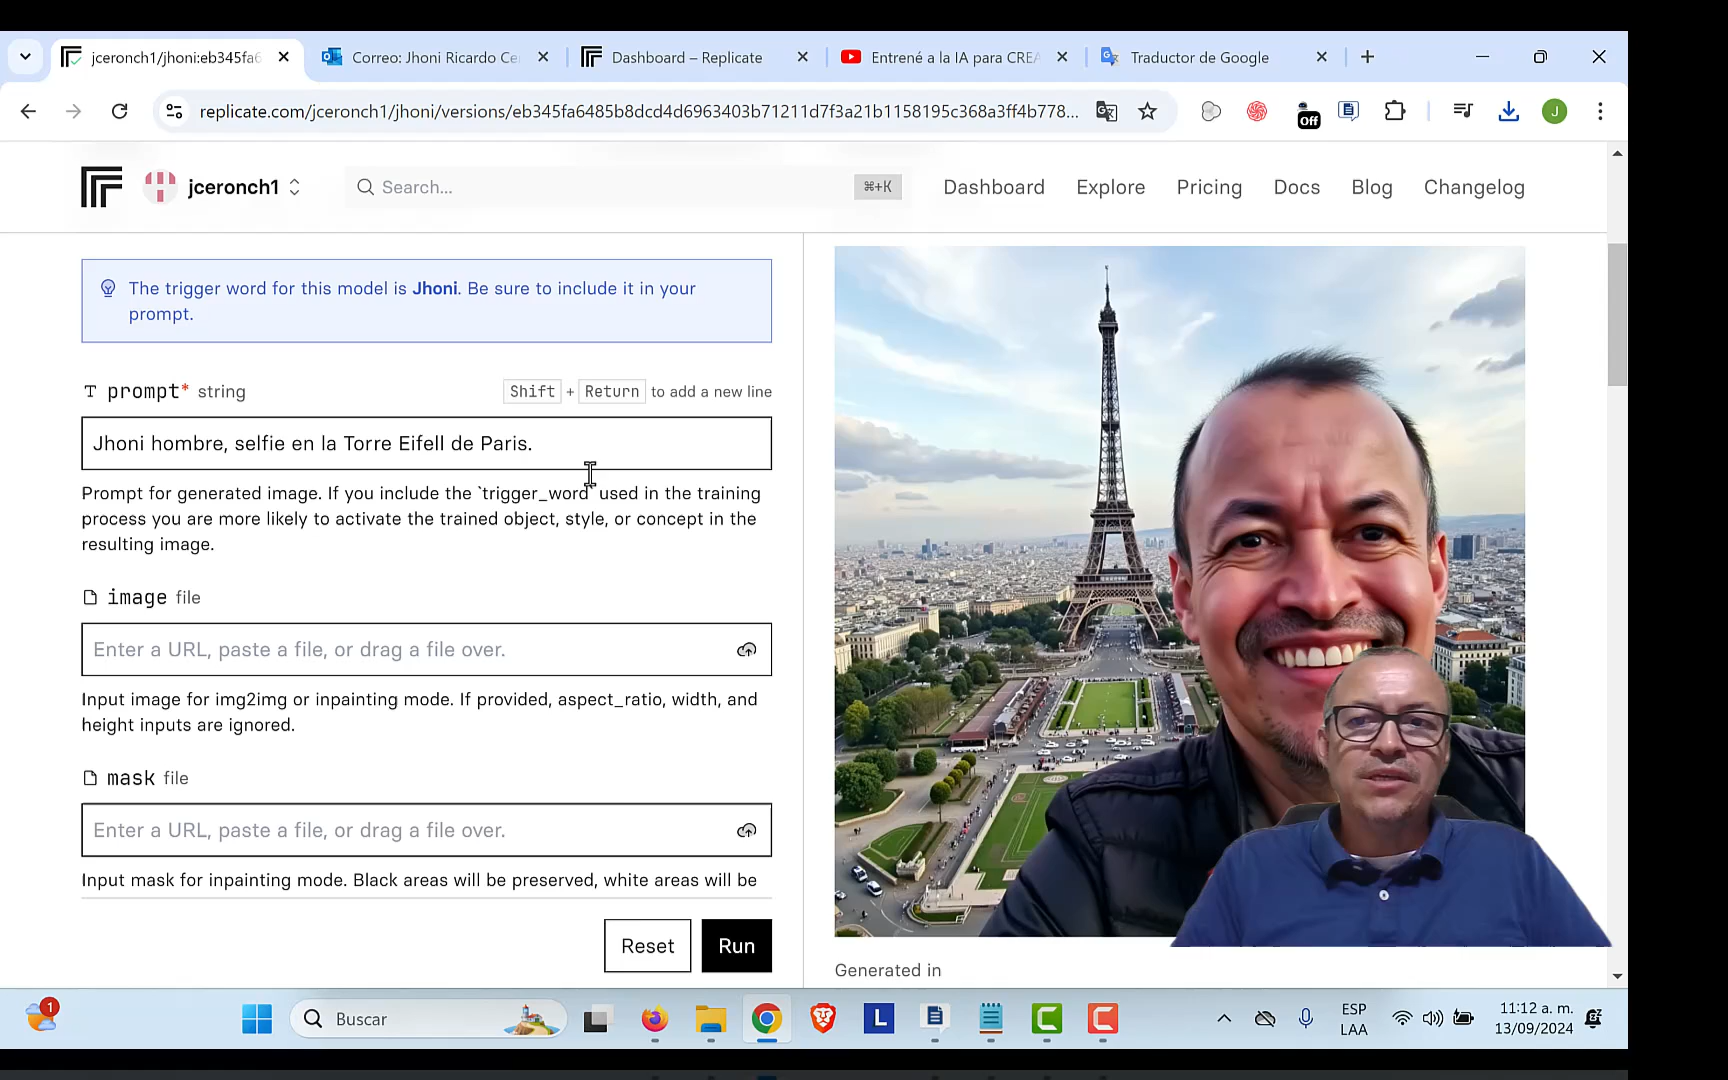 jceronch1/jhoni:eb345fa6
Correo: Jhoni Ricardo Ce
Dashboard – Replicate
Entrené a la IA para CREA
Traductor de Google
replicate.com/jceronch1/jhoni/versions/eb345fa6485b8dcd4d6963403b71211d7f3a21b1158195c368a3ff4b778...
Off
J
jceronch1
Search...
⌘+K
Dashboard
Explore
Pricing
Docs
Blog
Changelog
The trigger word for this model is Jhoni. Be sure to include it in your
prompt.
T prompt* string
Shift + Return to add a new line
Jhoni hombre, selfie en la Torre Eifell de Paris.
Prompt for generated image. If you include the `trigger_word` used in the training
process you are more likely to activate the trained object, style, or concept in the
resulting image.
image file
Enter a URL, paste a file, or drag a file over.
Input image for img2img or inpainting mode. If provided, aspect_ratio, width, and
height inputs are ignored.
mask file
Enter a URL, paste a file, or drag a file over.
Input mask for inpainting mode. Black areas will be preserved, white areas will be
Reset
Run
Generated in
1
Buscar
L
ESP
LAA
11:12 a. m.
13/09/2024